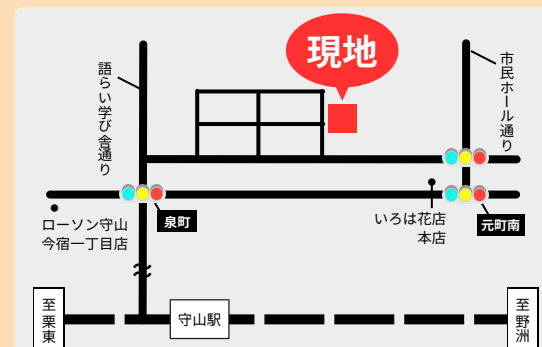 現地
語らい学び舎通り
市民ホール通り
ローソン守山
今宿一丁目店
泉町
いろは花店
本店
元町南
至栗東
守山駅
至野洲